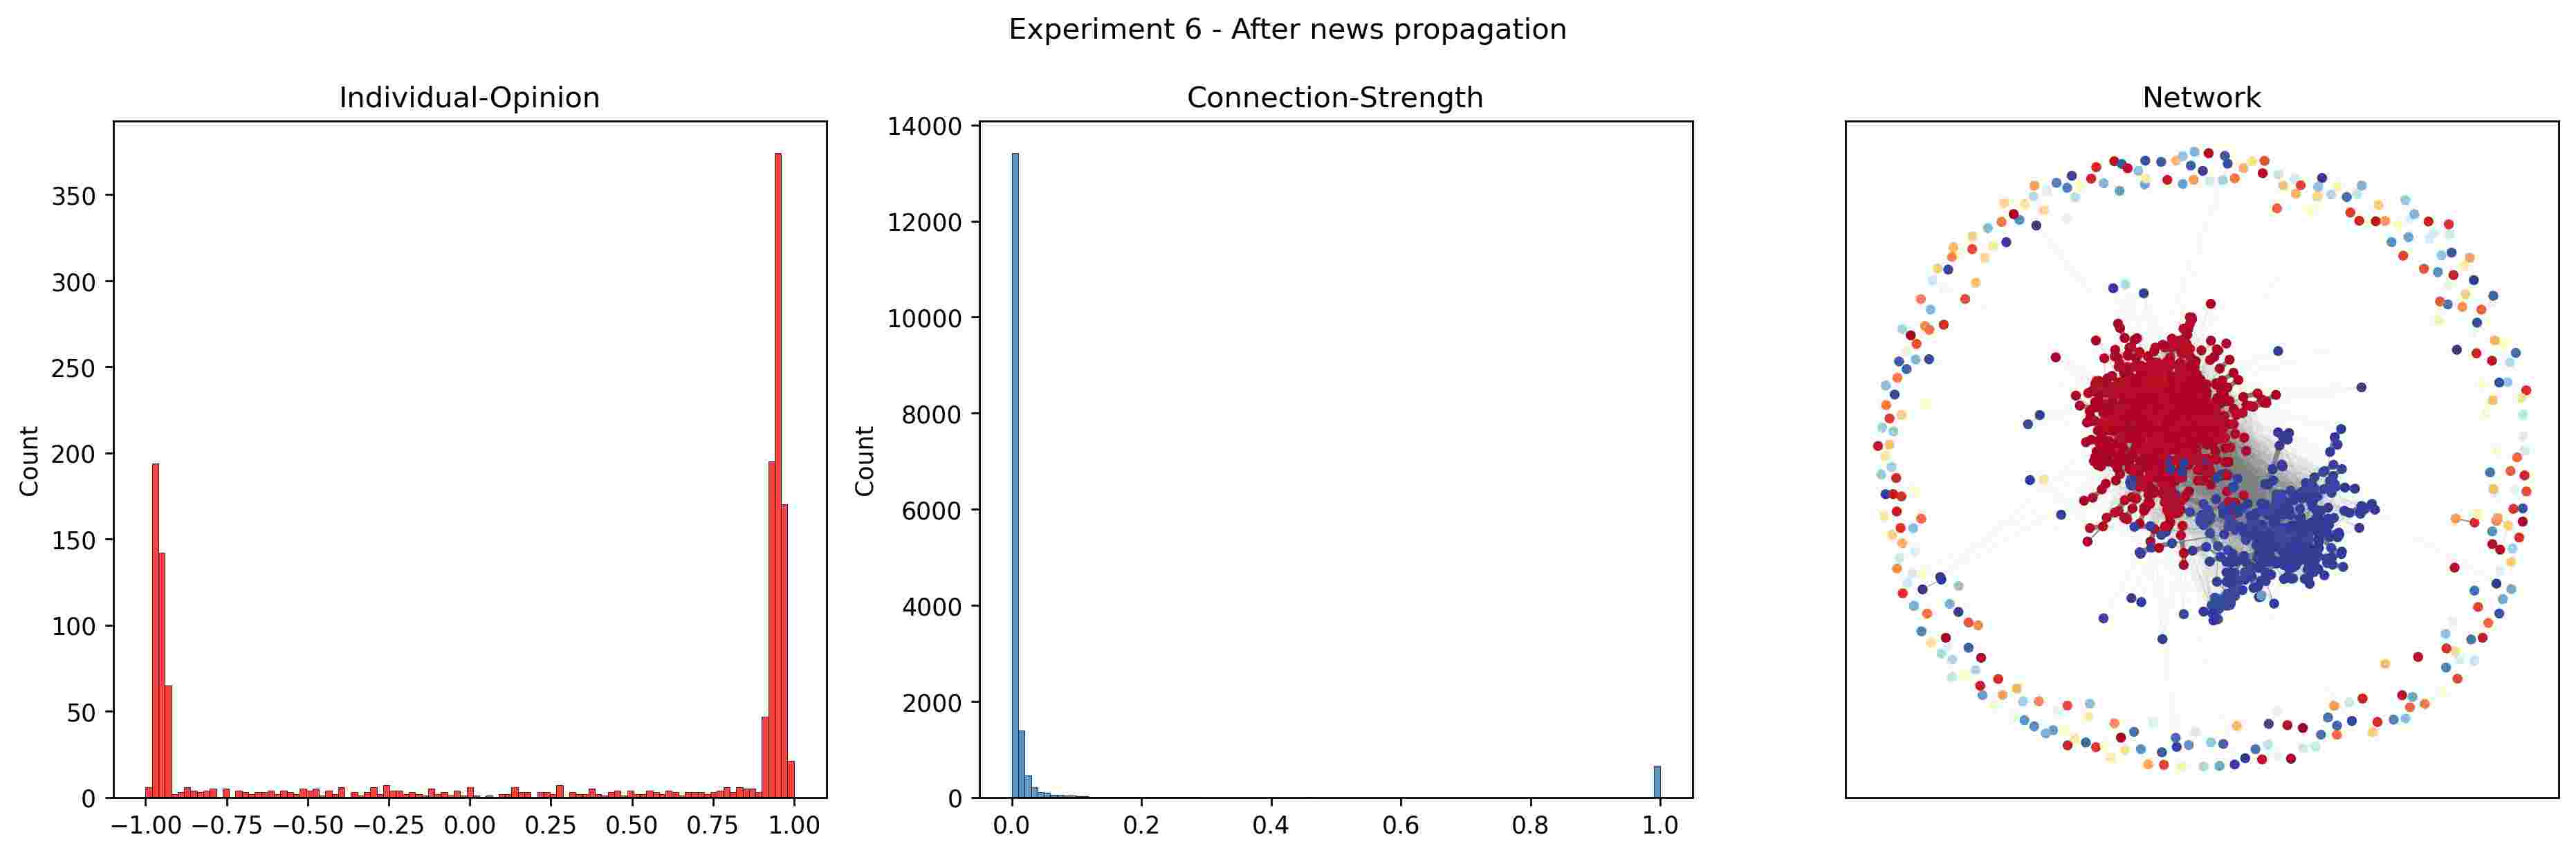 Experiment 6 - After news propagation
Individual-Opinion
Count
350
300
250
200
150
100
50
0
−1.00 −0.75 −0.50 −0.25 0.00 0.25 0.50 0.75 1.00
Connection-Strength
Count
14000
12000
10000
8000
6000
4000
2000
0
0.0 0.2 0.4 0.6 0.8 1.0
Network